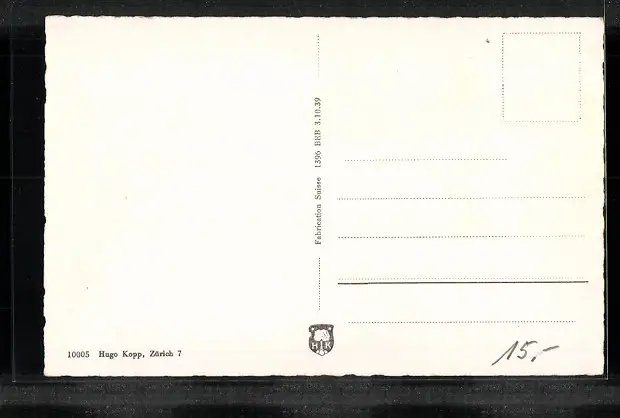 Fabrication Suisse 1396 BRB 3.10.39
H K
10005 Hugo Kopp, Zürich 7
15,-